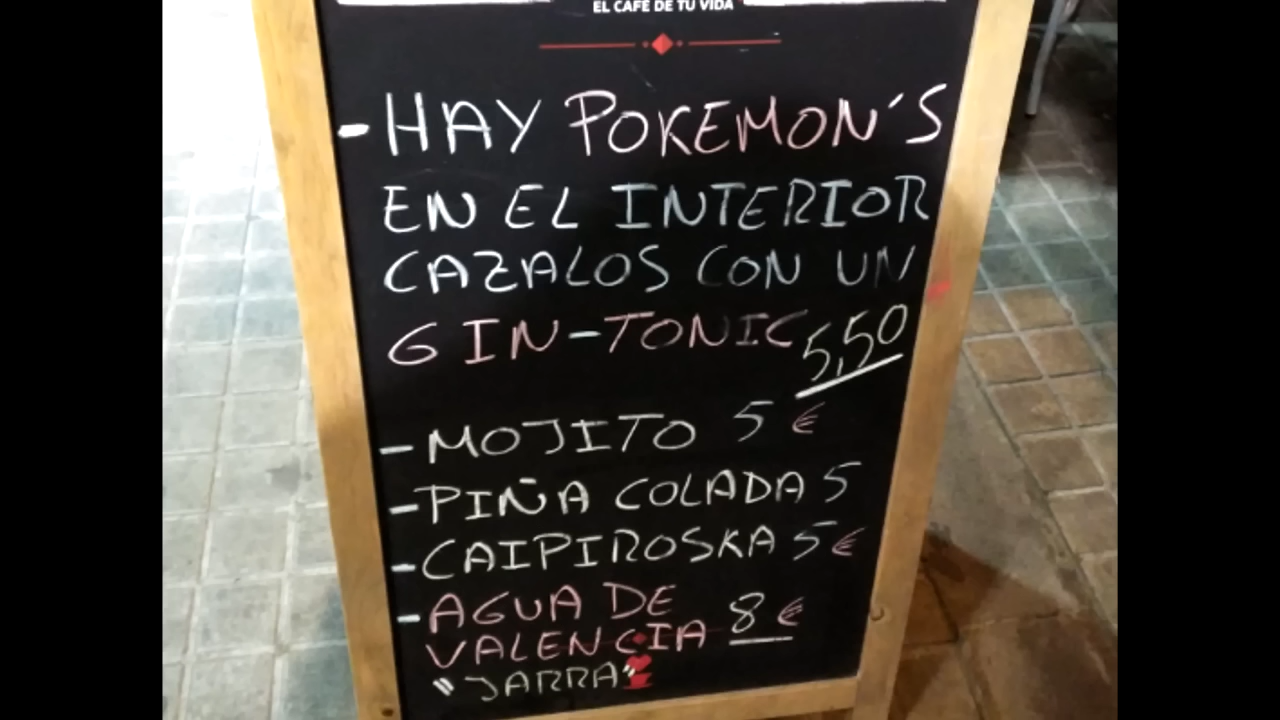 EL CAFÉ DE TU VIDA
-HAY POKEMON'S
EN EL INTERIOR
CAZALOS CON UN
GIN-TONIC 5,50
-MOJITO 5 €
-PIÑA COLADA 5
-CAIPIROSKA 5 €
-AGUA DE
VALENCIA 8 €
"JARRA"